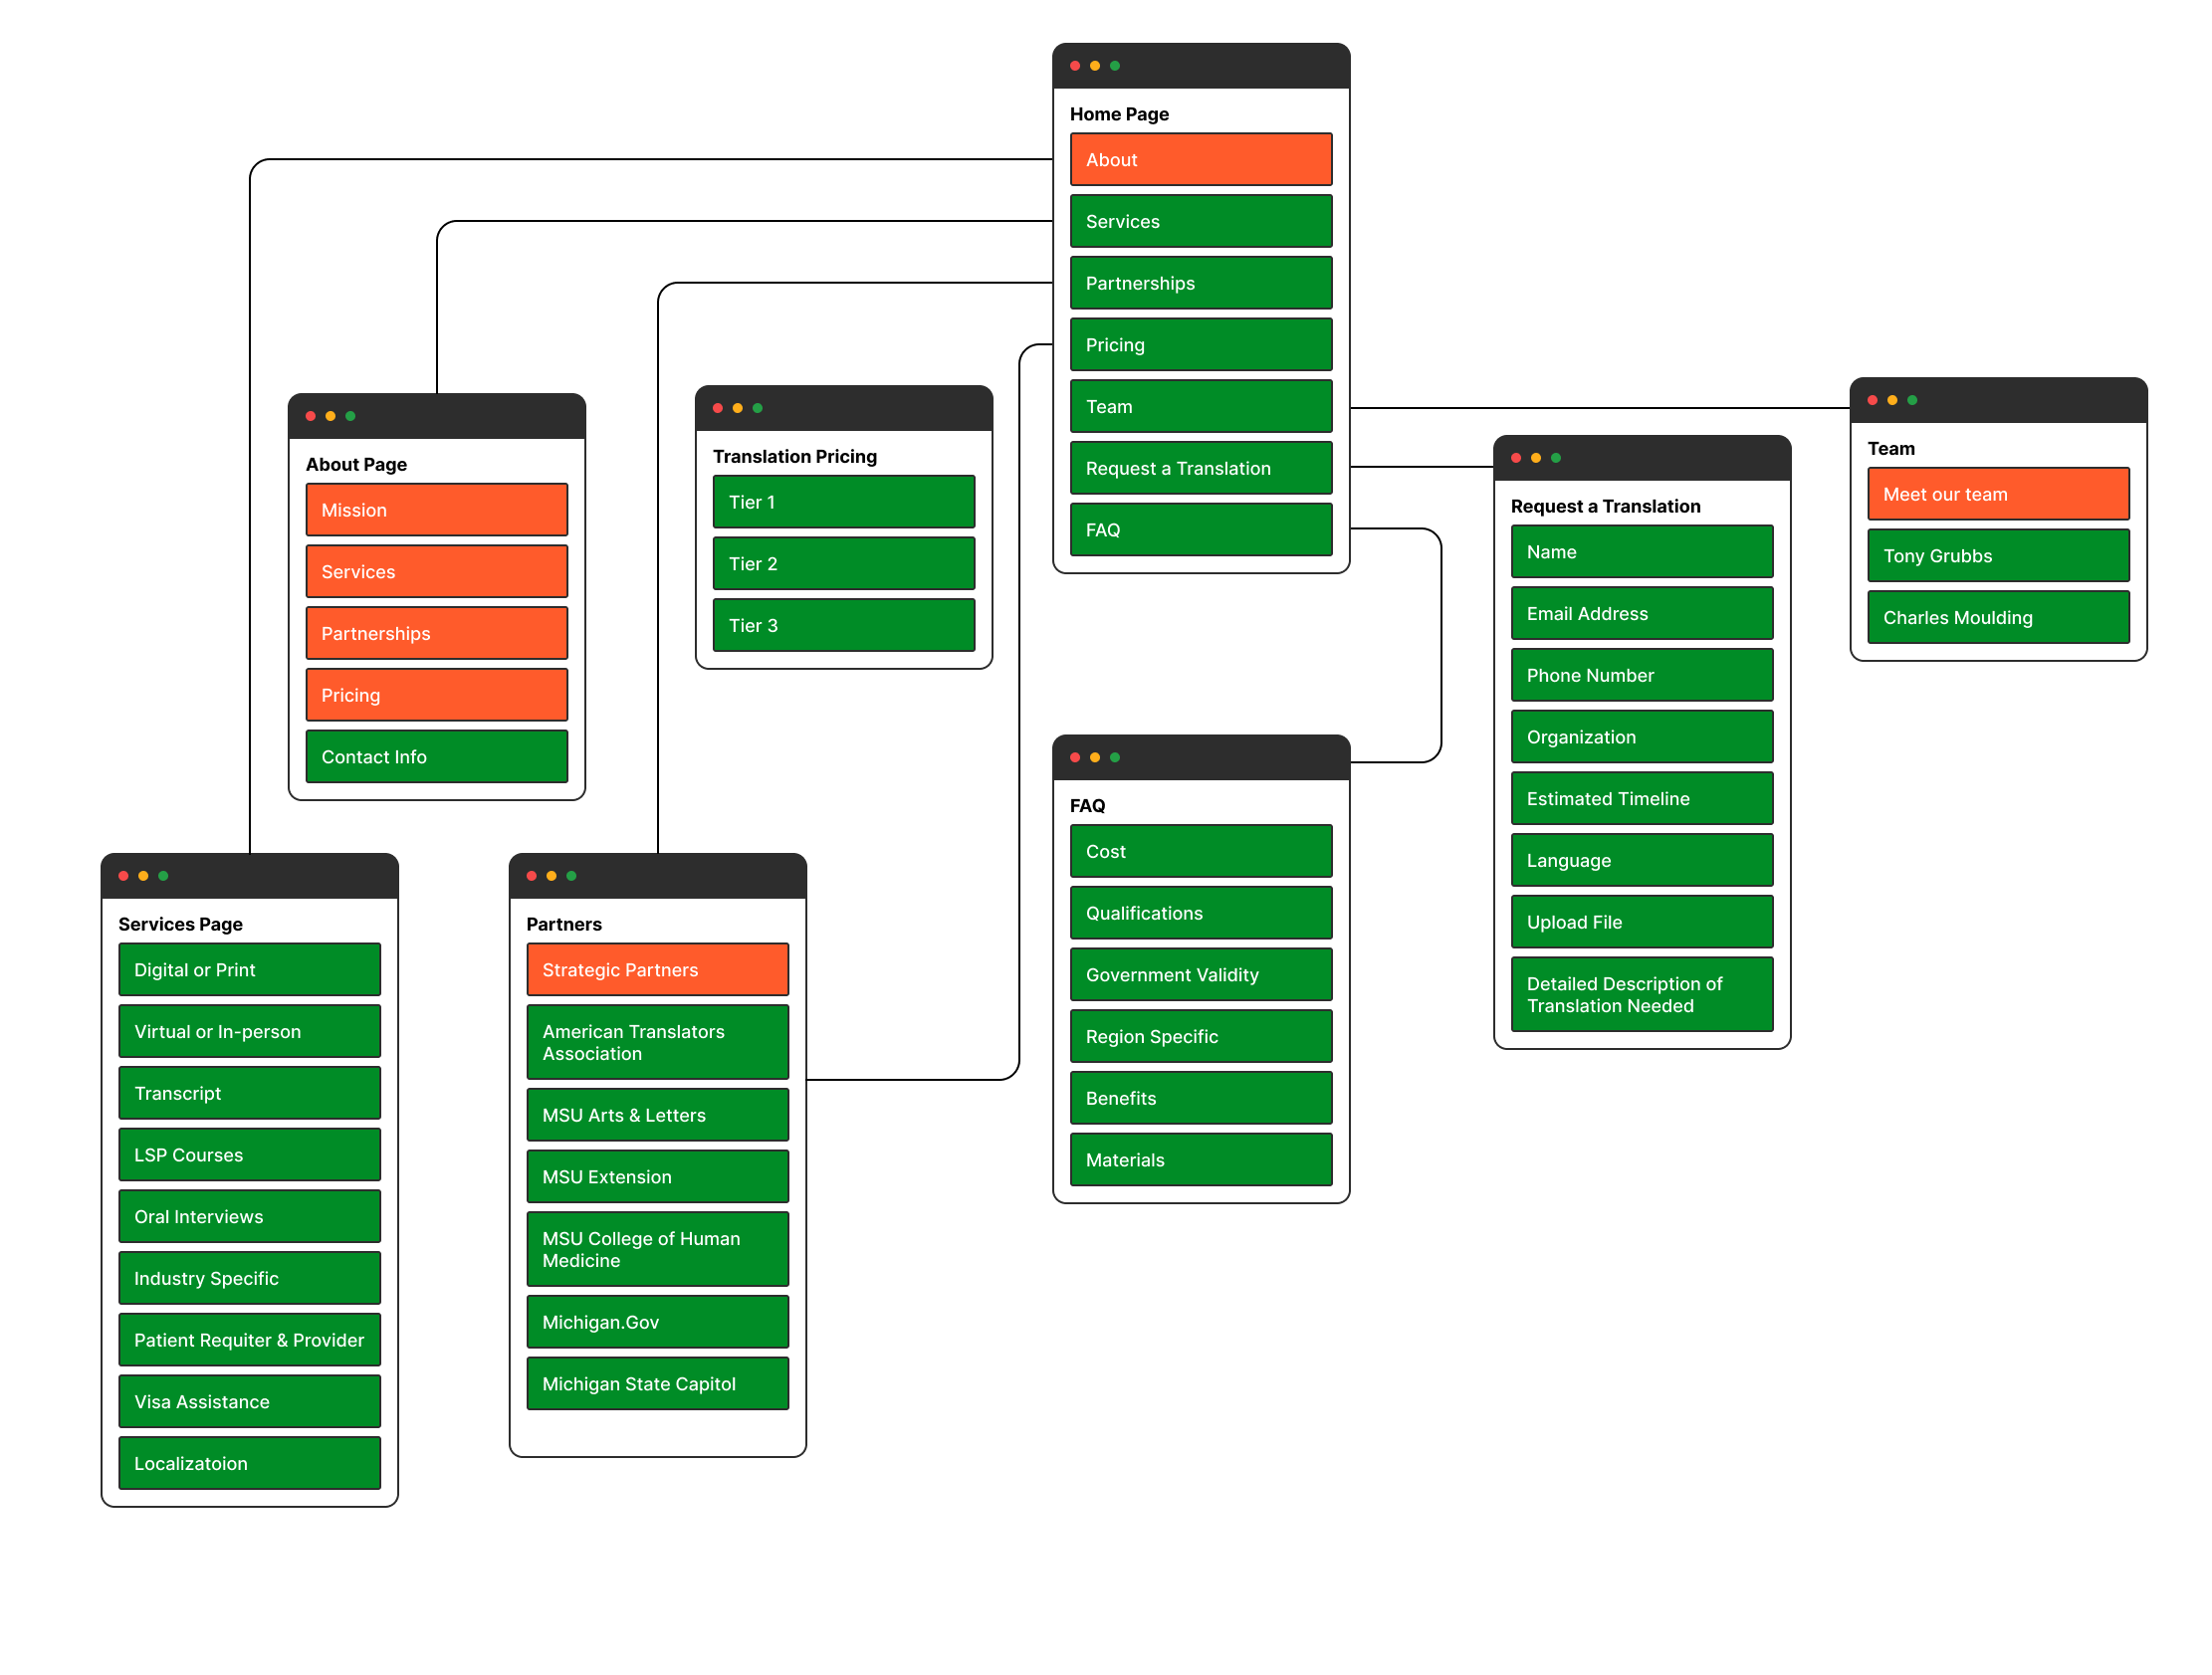 Home Page
About
Services
Partnerships
Pricing
Team
Request a Translation
FAQ
About Page
Mission
Services
Partnerships
Pricing
Contact Info
Translation Pricing
Tier 1
Tier 2
Tier 3
Team
Meet our team
Tony Grubbs
Charles Moulding
Request a Translation
Name
Email Address
Phone Number
Organization
Estimated Timeline
Language
Upload File
Detailed Description of
Translation Needed
FAQ
Cost
Qualifications
Government Validity
Region Specific
Benefits
Materials
Services Page
Digital or Print
Virtual or In-person
Transcript
LSP Courses
Oral Interviews
Industry Specific
Patient Requiter & Provider
Visa Assistance
Localizatoion
Partners
Strategic Partners
American Translators
Association
MSU Arts & Letters
MSU Extension
MSU College of Human
Medicine
Michigan.Gov
Michigan State Capitol